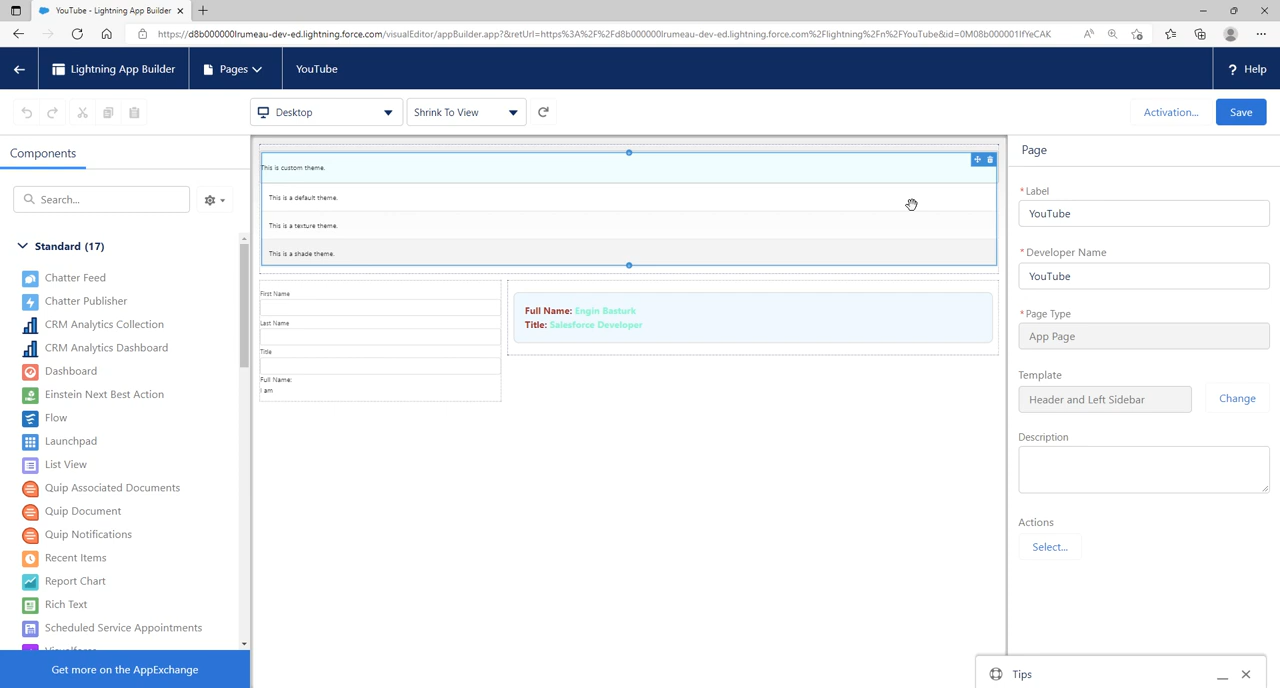 YouTube - Lightning App Builder
https://d8b000000lrumeau-dev-ed.lightning.force.com/visualEditor/appBuilder.app?&retUrl=https%3A%2F%2Fd8b000000lrumeau-dev-ed.lightning.force.com%2Flightning%2Fn%2FYouTube&id=0M08b000001IfYeCAK
Lightning App Builder
Pages
YouTube
? Help
Desktop
Shrink To View
Activation...
Save
Components
Search...
Standard (17)
Chatter Feed
Chatter Publisher
CRM Analytics Collection
CRM Analytics Dashboard
Dashboard
Einstein Next Best Action
Flow
Launchpad
List View
Quip Associated Documents
Quip Document
Quip Notifications
Recent Items
Report Chart
Rich Text
Scheduled Service Appointments
Get more on the AppExchange
This is custom theme.
This is a default theme.
This is a texture theme.
This is a shade theme.
First Name
Last Name
Title
Full Name:
I am
Full Name: Engin Basturk
Title: Salesforce Developer
Page
* Label
YouTube
* Developer Name
YouTube
* Page Type
App Page
Template
Header and Left Sidebar
Change
Description
Actions
Select...
Tips